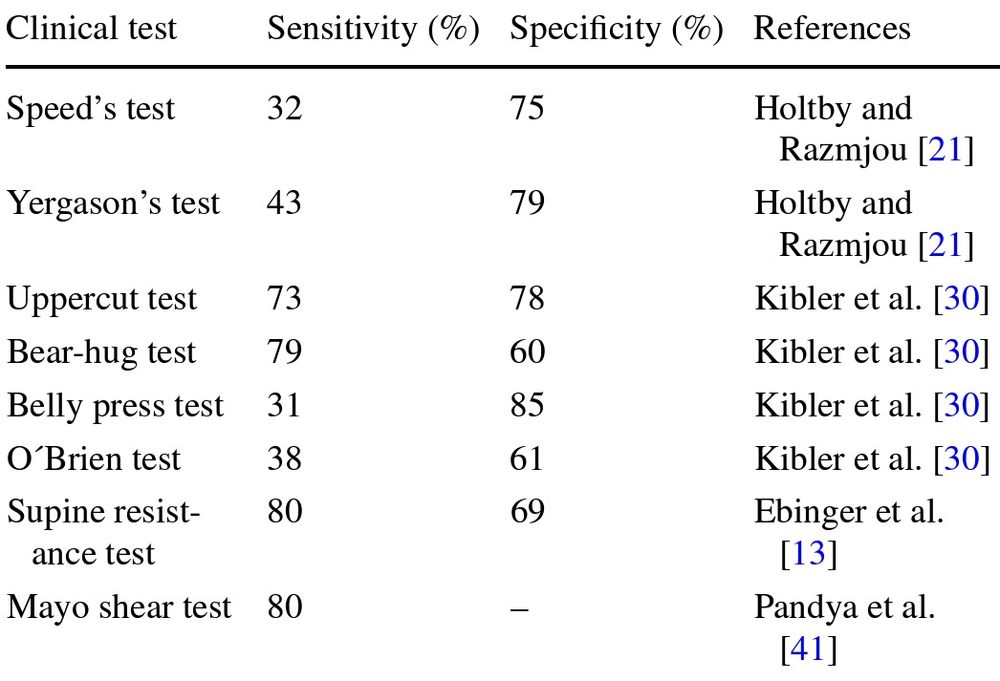 Clinical test Sensitivity (%) Specificity (%) References
Speed’s test 32 75 Holtby and
Razmjou [21]
Yergason’s test 43 79 Holtby and
Razmjou [21]
Uppercut test 73 78 Kibler et al. [30]
Bear-hug test 79 60 Kibler et al. [30]
Belly press test 31 85 Kibler et al. [30]
O´Brien test 38 61 Kibler et al. [30]
Supine resist- 80 69 Ebinger et al.
ance test [13]
Mayo shear test 80 – Pandya et al.
[41]